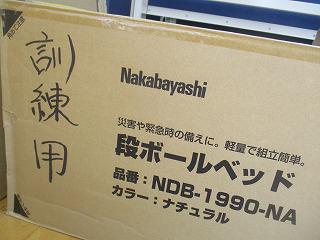 訓練用
Nakabayashi
災害や緊急時の備えに。軽量で組立簡単。
段ボールベッド
品番：NDB-1990-NA
カラー：ナチュラル